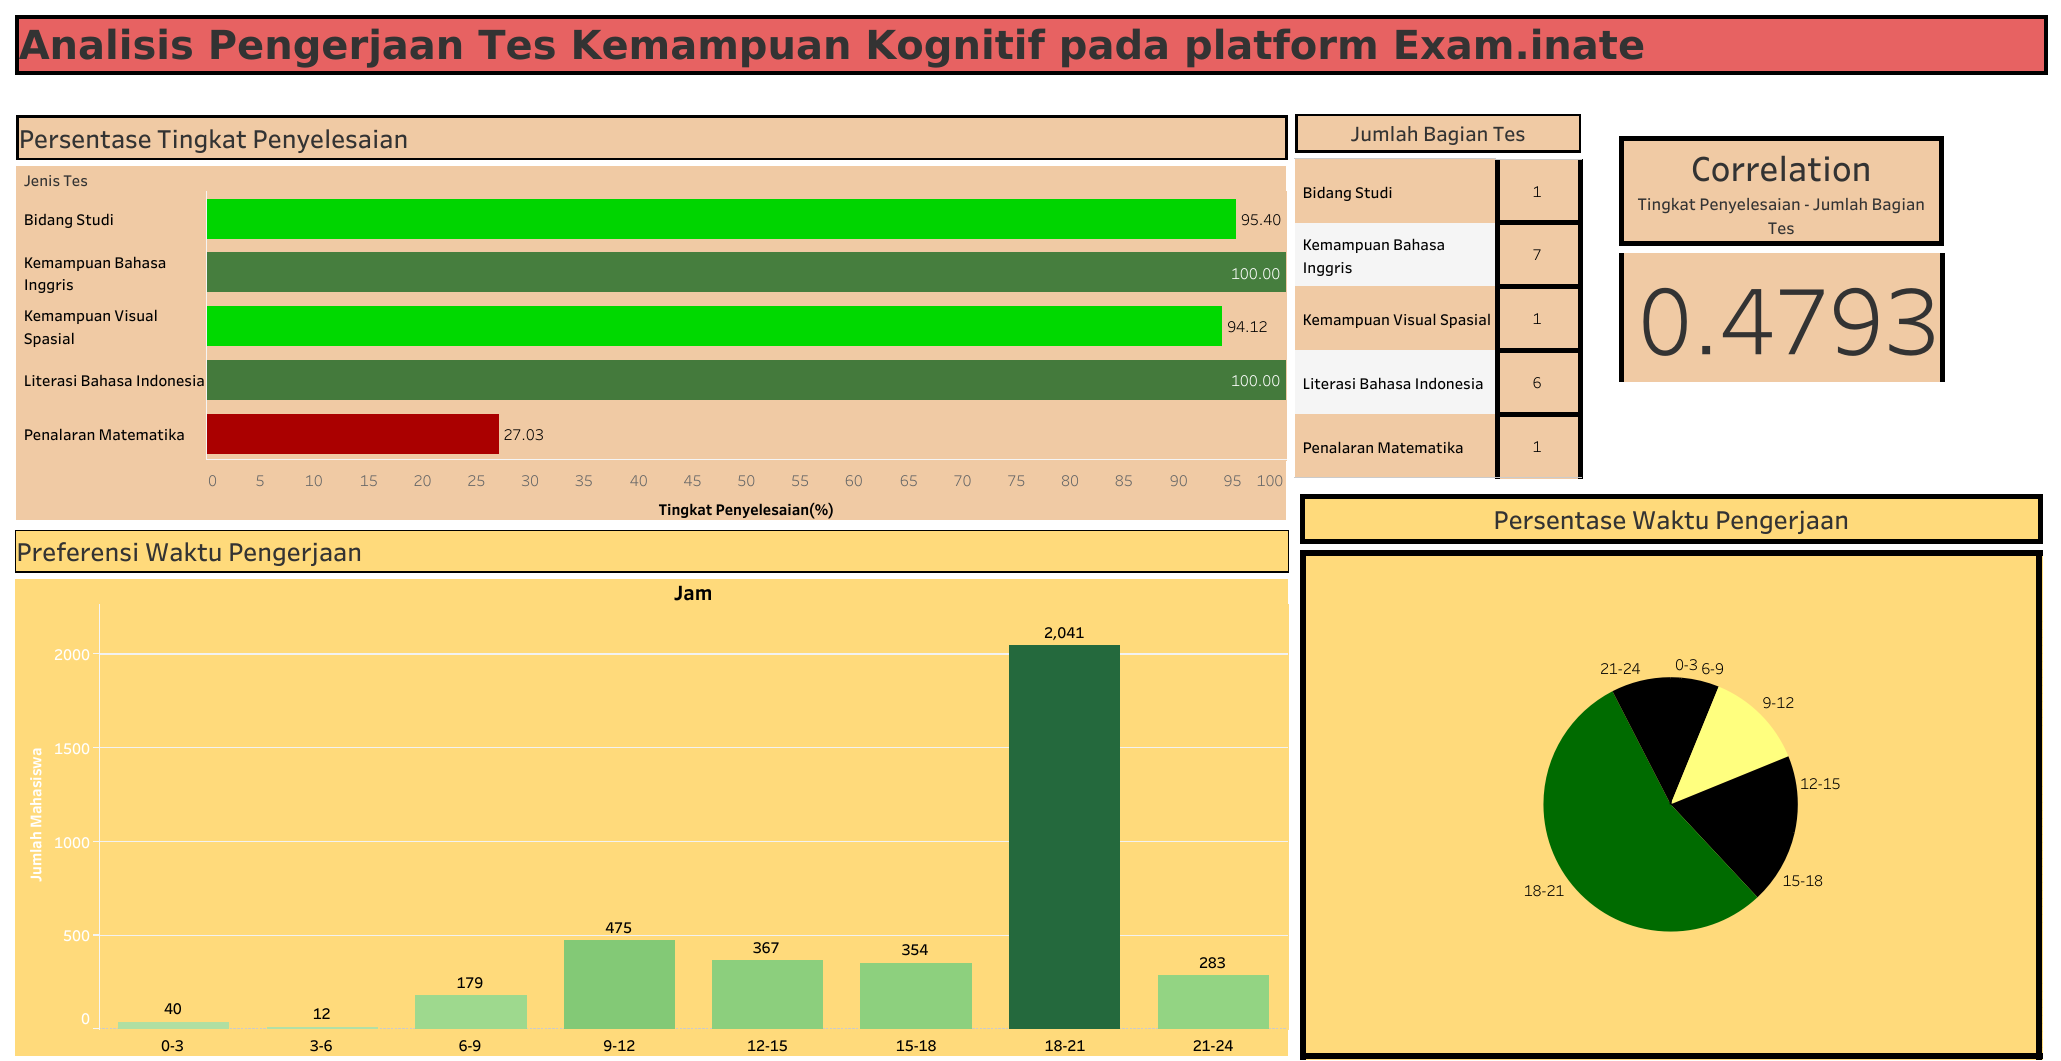 Analisis Pengerjaan Tes Kemampuan Kognitif pada platform Exam.inate
Persentase Tingkat Penyelesaian
Jenis Tes
Bidang Studi
95.40
Kemampuan Bahasa
Inggris
100.00
Kemampuan Visual
Spasial
94.12
Literasi Bahasa Indonesia
100.00
Penalaran Matematika
27.03
0 5 10 15 20 25 30 35 40 45 50 55 60 65 70 75 80 85 90 95 100
Tingkat Penyelesaian(%)
Jumlah Bagian Tes
Bidang Studi 1
Kemampuan Bahasa
Inggris
7
Kemampuan Visual Spasial 1
Literasi Bahasa Indonesia 6
Penalaran Matematika 1
Correlation
Tingkat Penyelesaian - Jumlah Bagian
Tes
0.4793
Preferensi Waktu Pengerjaan
Jam
Jumlah Mahasiswa
2000
1500
1000
500
0
40
12
179
475
367
354
2,041
283
0-3 3-6 6-9 9-12 12-15 15-18 18-21 21-24
Persentase Waktu Pengerjaan
21-24
0-3
6-9
9-12
12-15
15-18
18-21